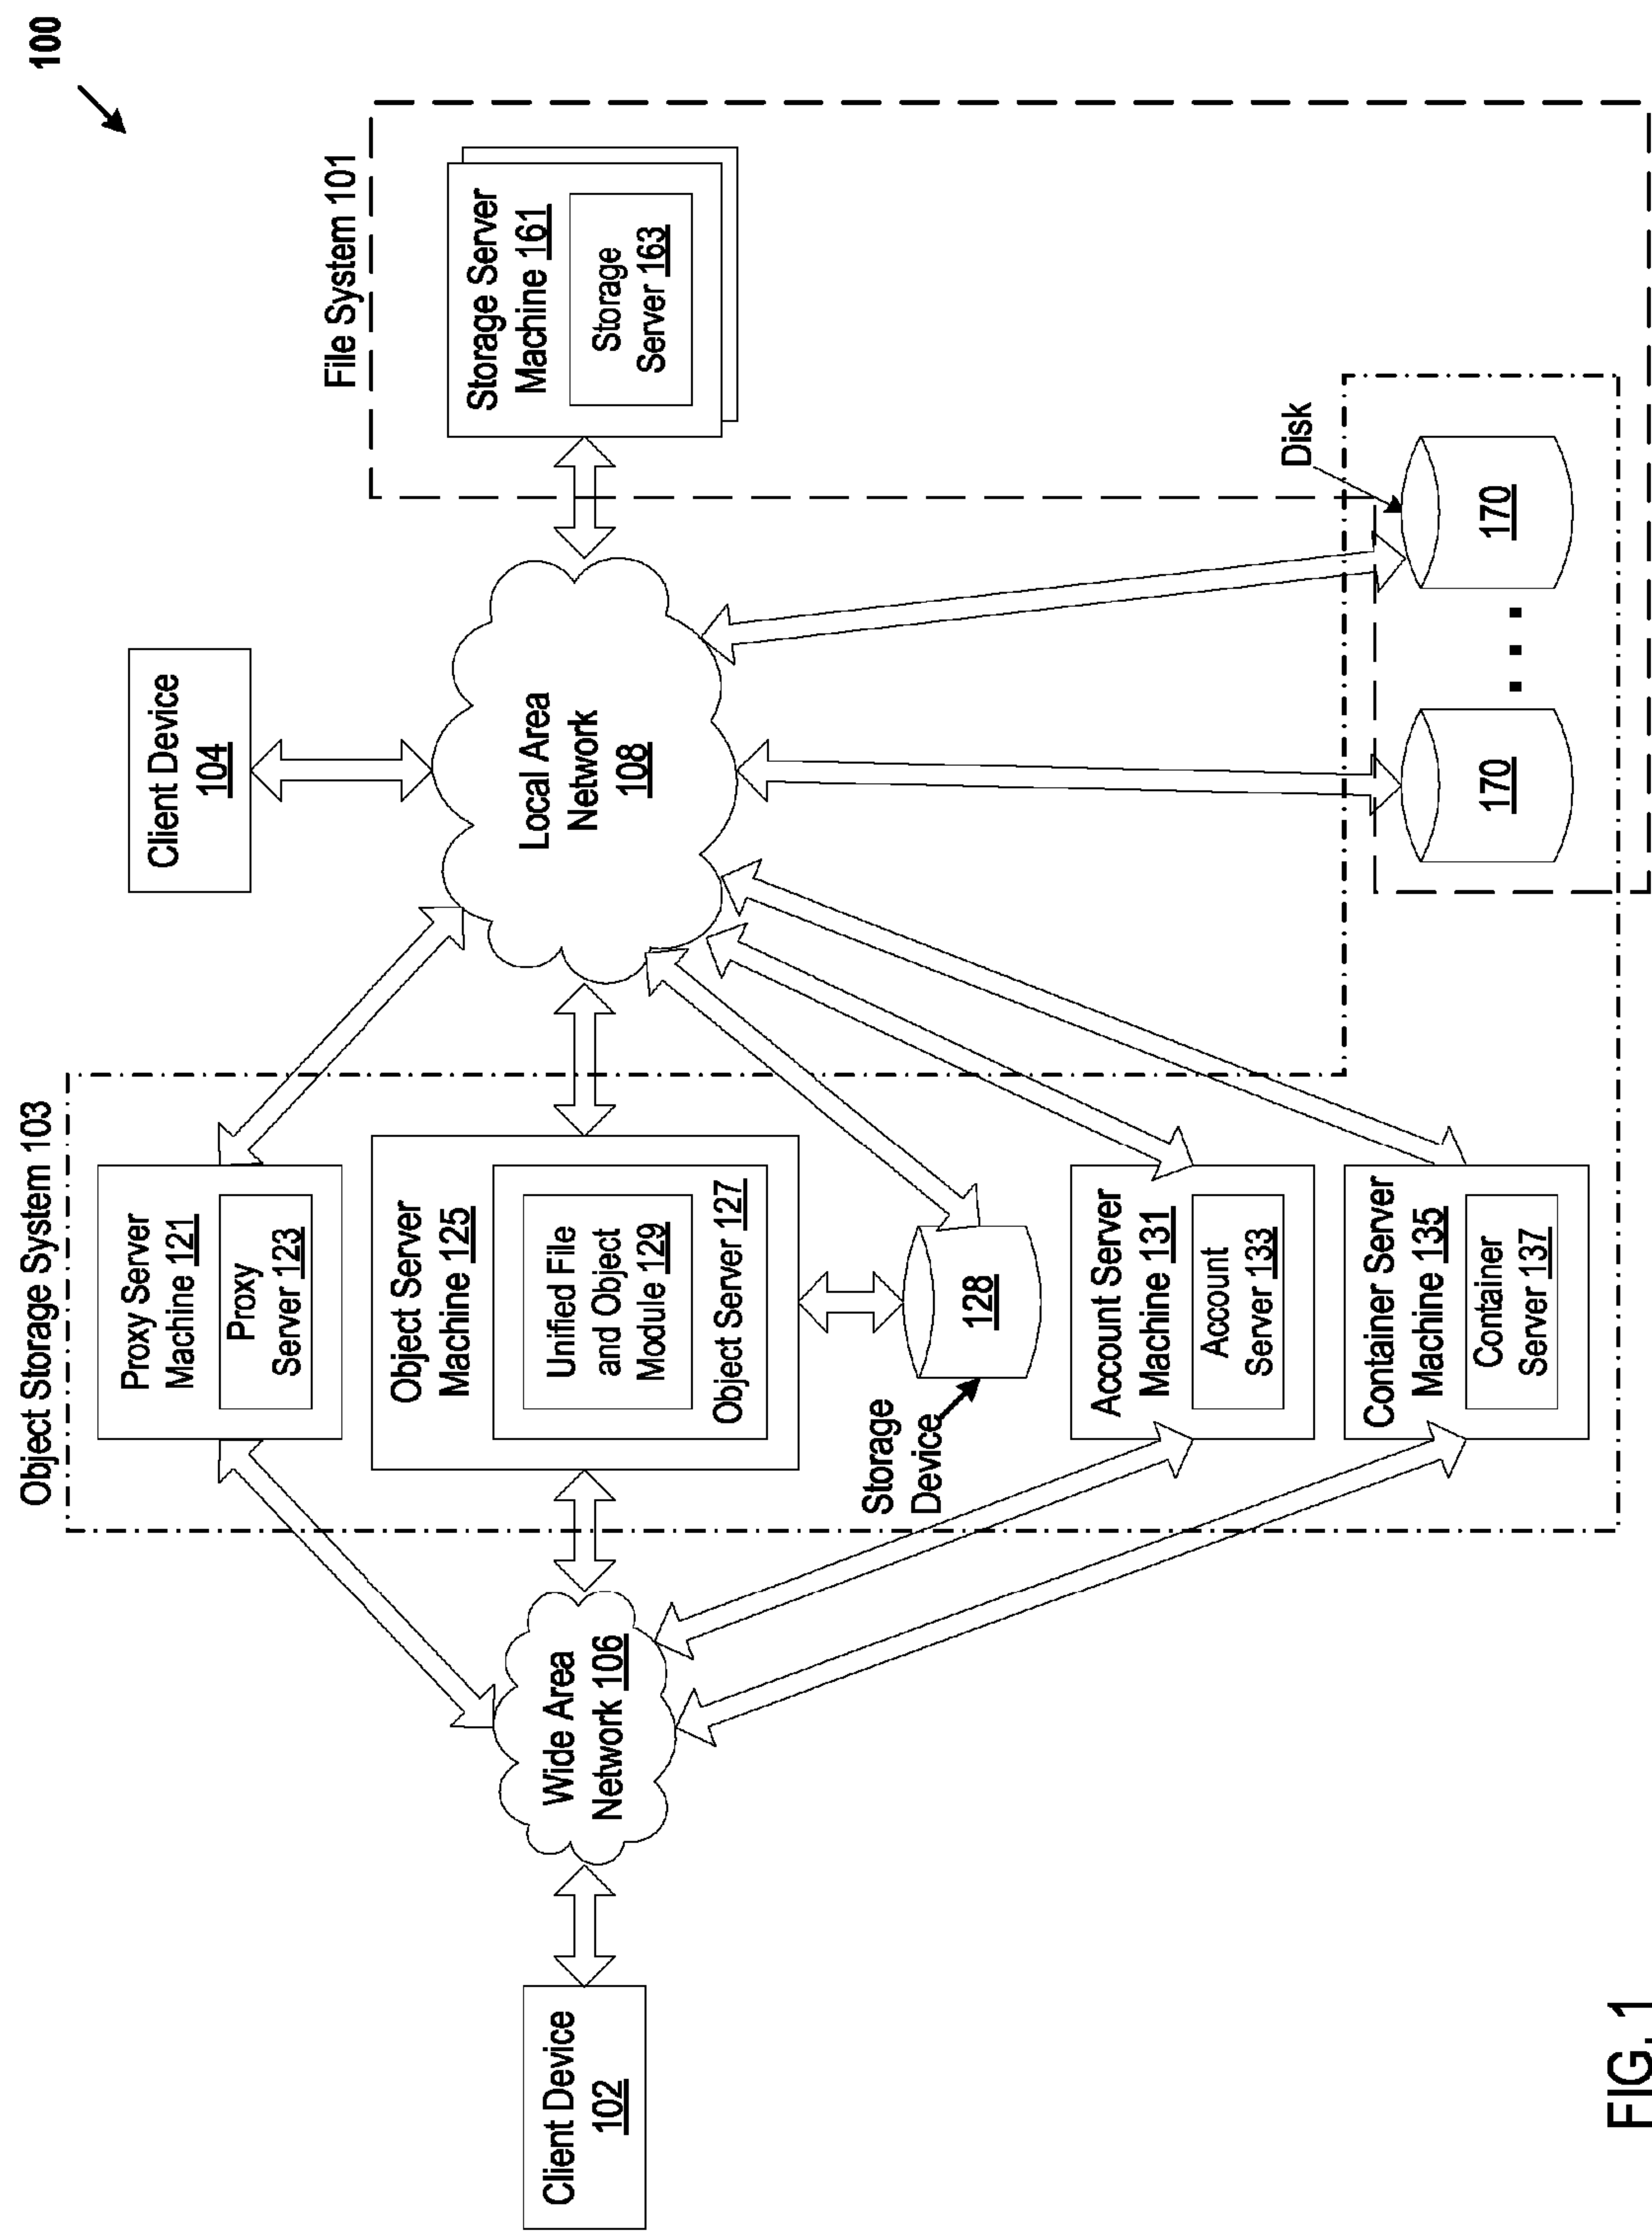 100
Object Storage System 103
File System 101
Client Device
104
Proxy Server
Machine 121
Proxy
Server 123
Object Server
Machine 125
Unified File
and Object
Module 129
Object Server 127
Storage Server
Machine 161
Storage
Server 163
Local Area
Network
108
Client Device
102
Wide Area
Network 106
Storage
Device
128
Account Server
Machine 131
Account
Server 133
Container Server
Machine 135
Container
Server 137
Disk
170
170
FIG. 1